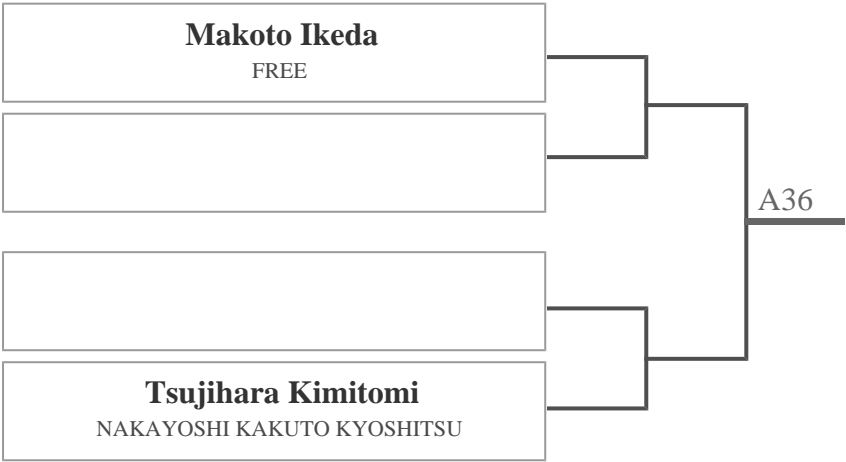 Makoto Ikeda
FREE
A36
Tsujihara Kimitomi
NAKAYOSHI KAKUTO KYOSHITSU